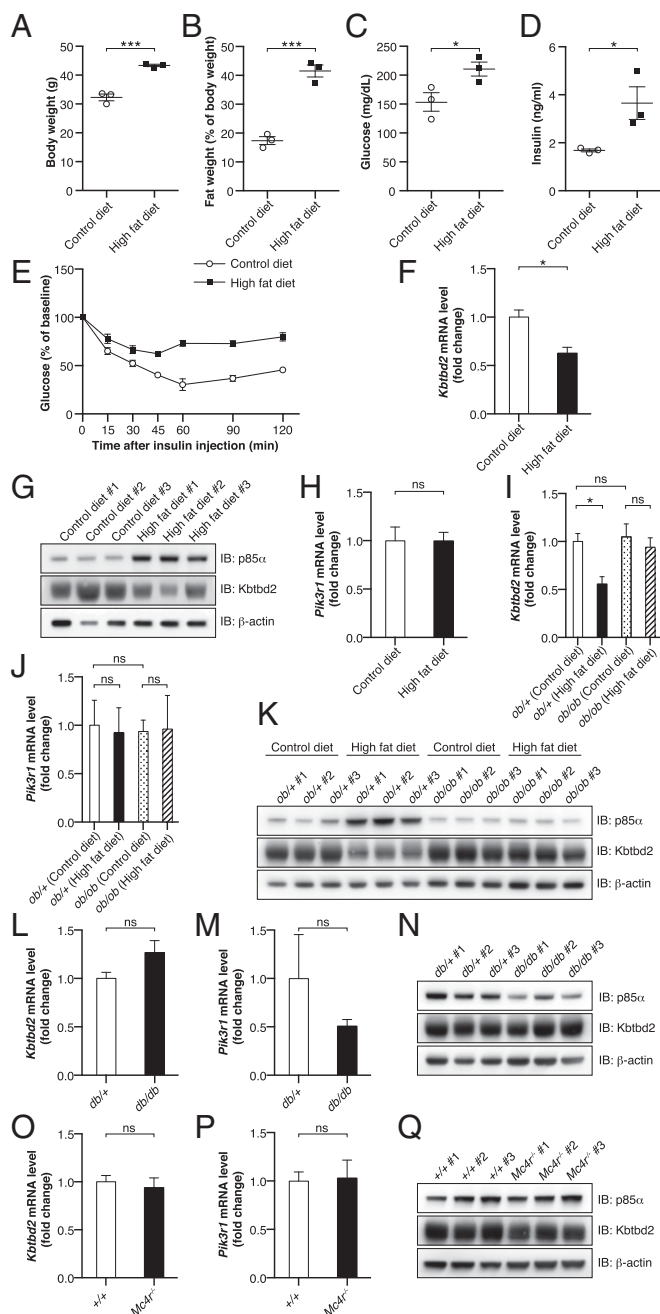 A
B
C
D
***
***
*
*
Body weight (g)
50
40
30
20
10
0
Control diet
High fat diet
Fat weight (% of body weight)
50
40
30
20
10
0
Control diet
High fat diet
Glucose (mg/dL)
250
200
150
100
50
0
Control diet
High fat diet
Insulin (ng/ml)
6
4
2
0
Control diet
High fat diet
E
Control diet
High fat diet
Glucose (% of baseline)
150
100
50
0
0 15 30 45 60 90 120
Time after insulin injection (min)
F
*
Kbtbd2 mRNA level
(fold change)
1.5
1.0
0.5
0.0
Control diet
High fat diet
G
Control diet #1
Control diet #2
Control diet #3
High fat diet #1
High fat diet #2
High fat diet #3
IB: p85α
IB: Kbtbd2
IB: β-actin
H
ns
Pik3r1 mRNA level
(fold change)
1.5
1.0
0.5
0.0
Control diet
High fat diet
I
ns
*
ns
Kbtbd2 mRNA level
(fold change)
1.5
1.0
0.5
0.0
ob/+ (Control diet)
ob/+ (High fat diet)
ob/ob (Control diet)
ob/ob (High fat diet)
J
ns
ns
ns
Pik3r1 mRNA level
(fold change)
1.5
1.0
0.5
0.0
ob/+ (Control diet)
ob/+ (High fat diet)
ob/ob (Control diet)
ob/ob (High fat diet)
K
Control diet
High fat diet
Control diet
High fat diet
ob/+ #1
ob/+ #2
ob/+ #3
ob/+ #1
ob/+ #2
ob/+ #3
ob/ob #1
ob/ob #2
ob/ob #3
ob/ob #1
ob/ob #2
ob/ob #3
IB: p85α
IB: Kbtbd2
IB: β-actin
L
ns
Kbtbd2 mRNA level
(fold change)
1.5
1.0
0.5
0.0
db/+
db/db
M
ns
Pik3r1 mRNA level
(fold change)
1.5
1.0
0.5
0.0
db/+
db/db
N
db/+ #1
db/+ #2
db/+ #3
db/db #1
db/db #2
db/db #3
IB: p85α
IB: Kbtbd2
IB: β-actin
O
ns
Kbtbd2 mRNA level
(fold change)
1.5
1.0
0.5
0.0
+/+
Mc4r-/-
P
ns
Pik3r1 mRNA level
(fold change)
1.5
1.0
0.5
0.0
+/+
Mc4r-/-
Q
+/+ #1
+/+ #2
+/+ #3
Mc4r-/- #1
Mc4r-/- #2
Mc4r-/- #3
IB: p85α
IB: Kbtbd2
IB: β-actin